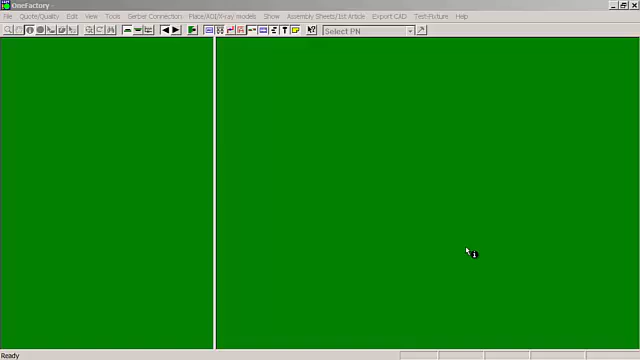 OneFactory -
File Quote/Quality Edit View Tools Gerber Connection Place/AOI/X-ray models Show Assembly Sheets/1st Article Export CAD Test-Fixture Help
Select PN
1
Ready